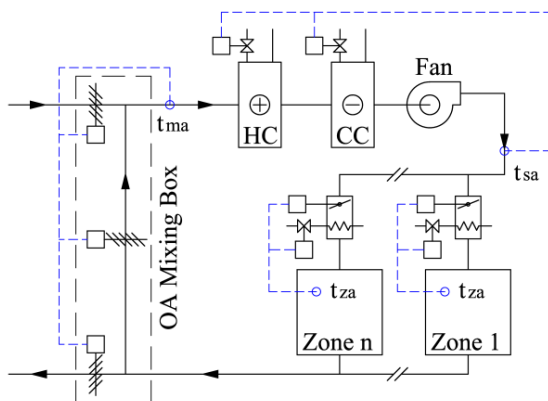 Fan
t_ma
HC
CC
t_sa
OA Mixing Box
t_za
t_za
Zone n
Zone 1